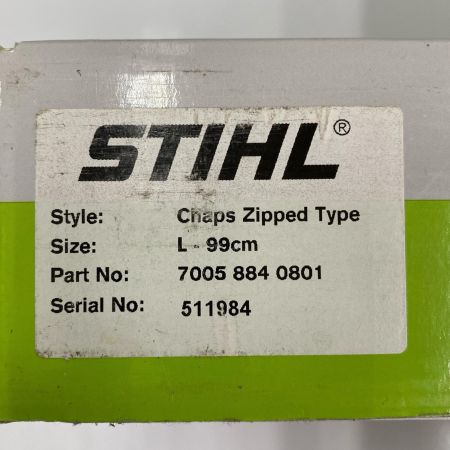 STIHL®
Style: Chaps Zipped Type
Size: L - 99cm
Part No: 7005 884 0801
Serial No: 511984